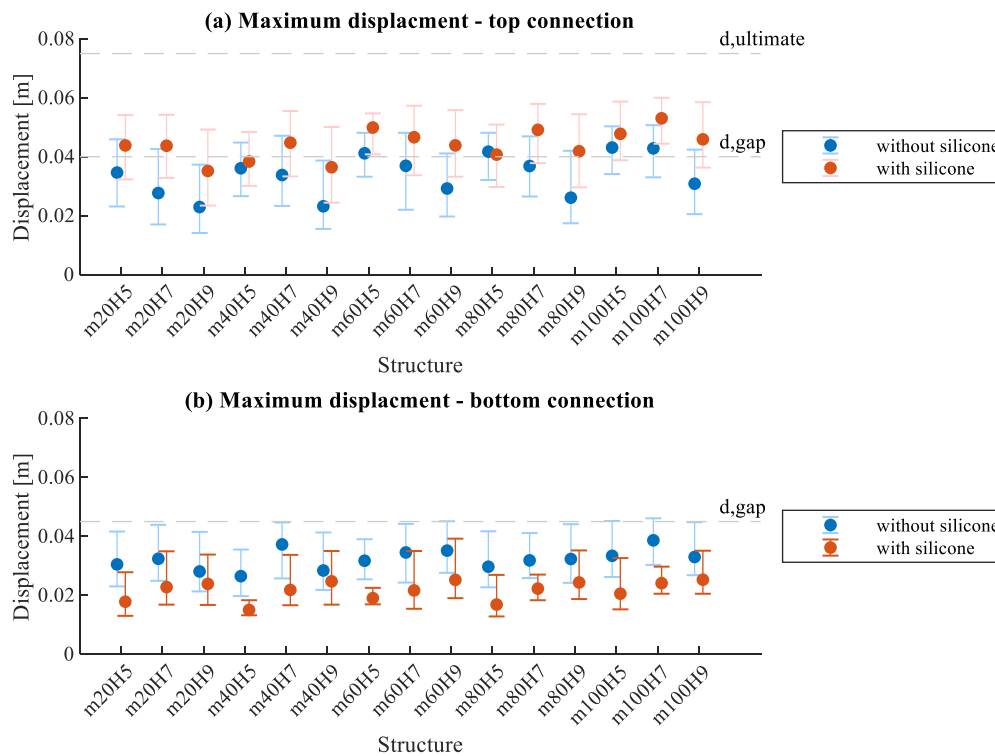 (a) Maximum displacment - top connection
0.08
0.06
0.04
0.02
0
Displacement [m]
d,ultimate
d,gap
without silicone
with silicone
m20H5
m20H7
m20H9
m40H5
m40H7
m40H9
m60H5
m60H7
m60H9
m80H5
m80H7
m80H9
m100H5
m100H7
m100H9
Structure
(b) Maximum displacment - bottom connection
0.08
0.06
0.04
0.02
0
Displacement [m]
d,gap
without silicone
with silicone
m20H5
m20H7
m20H9
m40H5
m40H7
m40H9
m60H5
m60H7
m60H9
m80H5
m80H7
m80H9
m100H5
m100H7
m100H9
Structure